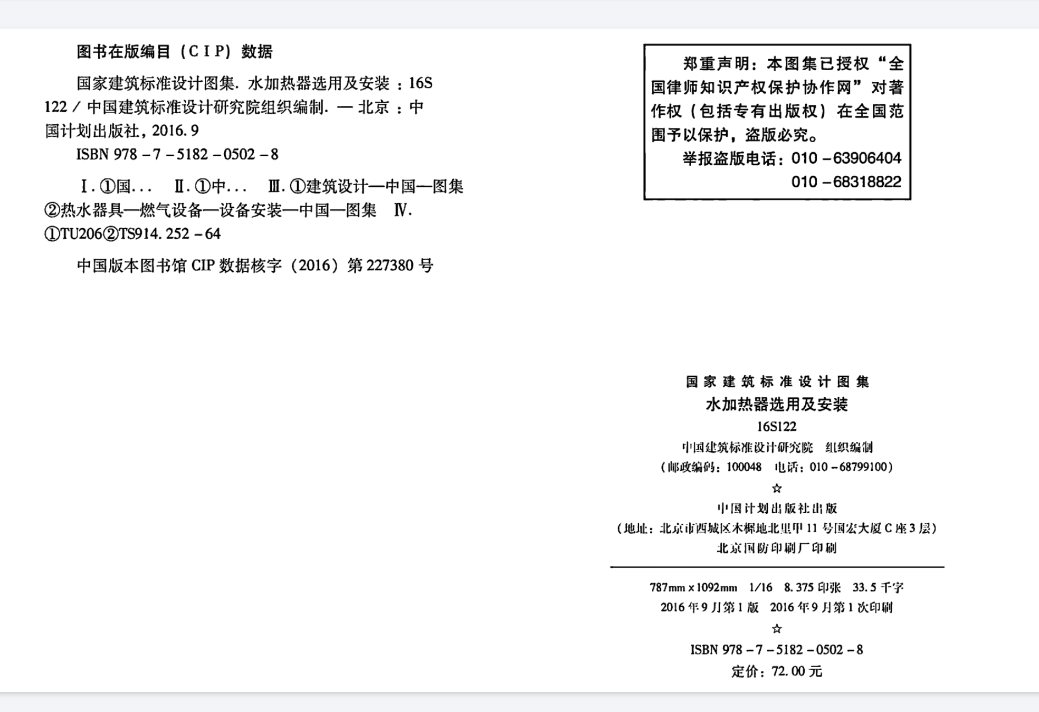 图书在版编目（CIP）数据
国家建筑标准设计图集. 水加热器选用及安装 : 16S
122 / 中国建筑标准设计研究院组织编制. — 北京 : 中
国计划出版社, 2016. 9
ISBN 978 – 7 – 5182 – 0502 – 8
Ⅰ. ①国… Ⅱ. ①中… Ⅲ. ①建筑设计—中国—图集
②热水器具—燃气设备—设备安装—中国—图集 Ⅳ.
①TU206②TS914. 252 – 64
中国版本图书馆 CIP 数据核字（2016）第 227380 号
郑重声明：本图集已授权“全
国律师知识产权保护协作网”对著
作权（包括专有出版权）在全国范
围予以保护，盗版必究。
举报盗版电话：010 – 63906404
010 – 68318822
国家建筑标准设计图集
水加热器选用及安装
16S122
中国建筑标准设计研究院 组织编制
（邮政编码：100048 电话：010 – 68799100）
☆
中国计划出版社出版
（地址：北京市西城区木樨地北里甲 11 号国宏大厦 C 座 3 层）
北京国防印刷厂印刷
787mm × 1092mm 1/16 8. 375 印张 33. 5 千字
2016 年 9 月第 1 版 2016 年 9 月第 1 次印刷
☆
ISBN 978 – 7 – 5182 – 0502 – 8
定价：72. 00 元